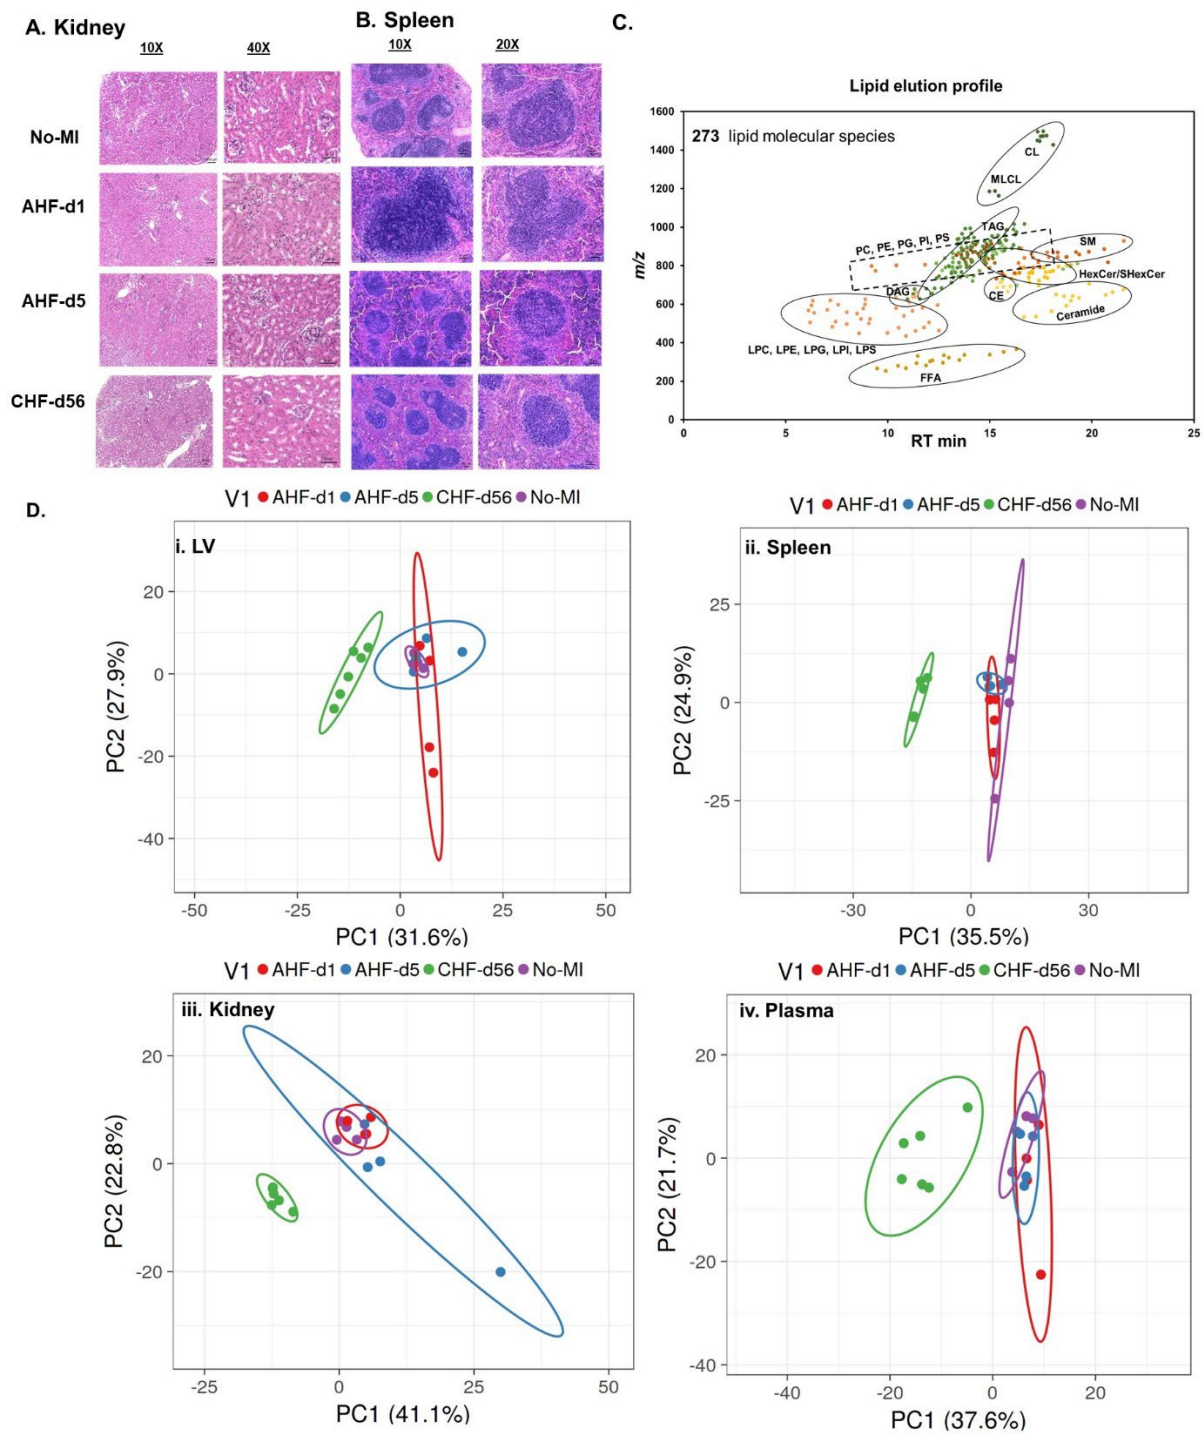 A. Kidney
10X 40X
B. Spleen
10X 20X
No-MI
AHF-d1
AHF-d5
CHF-d56
C.
Lipid elution profile
273 lipid molecular species
m/z
1600
1400
1200
1000
800
600
400
200
0
CL
MLCL
TAG
PC, PE, PG, PI, PS
SM
HexCer/SHexCer
DAG
CE
Ceramide
LPC, LPE, LPG, LPI, LPS
FFA
0 5 10 15 20 25
RT min
D.
V1 AHF-d1 AHF-d5 CHF-d56 No-MI
i. LV
PC2 (27.9%)
20
0
-20
-40
-50 -25 0 25 50
PC1 (31.6%)
V1 AHF-d1 AHF-d5 CHF-d56 No-MI
ii. Spleen
PC2 (24.9%)
25
0
-25
-30 0 30
PC1 (35.5%)
V1 AHF-d1 AHF-d5 CHF-d56 No-MI
iii. Kidney
PC2 (22.8%)
20
0
-20
-25 0 25 50
PC1 (41.1%)
V1 AHF-d1 AHF-d5 CHF-d56 No-MI
iv. Plasma
PC2 (21.7%)
20
0
-20
-40
-40 -20 0 20
PC1 (37.6%)